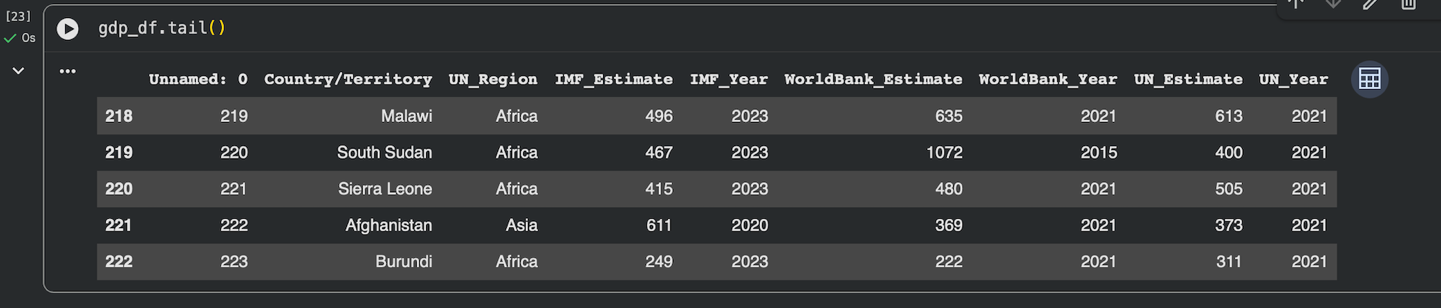 [23]
0s
gdp_df.tail()
Unnamed: 0 Country/Territory UN_Region IMF_Estimate IMF_Year WorldBank_Estimate WorldBank_Year UN_Estimate UN_Year
218 219 Malawi Africa 496 2023 635 2021 613 2021
219 220 South Sudan Africa 467 2023 1072 2015 400 2021
220 221 Sierra Leone Africa 415 2023 480 2021 505 2021
221 222 Afghanistan Asia 611 2020 369 2021 373 2021
222 223 Burundi Africa 249 2023 222 2021 311 2021